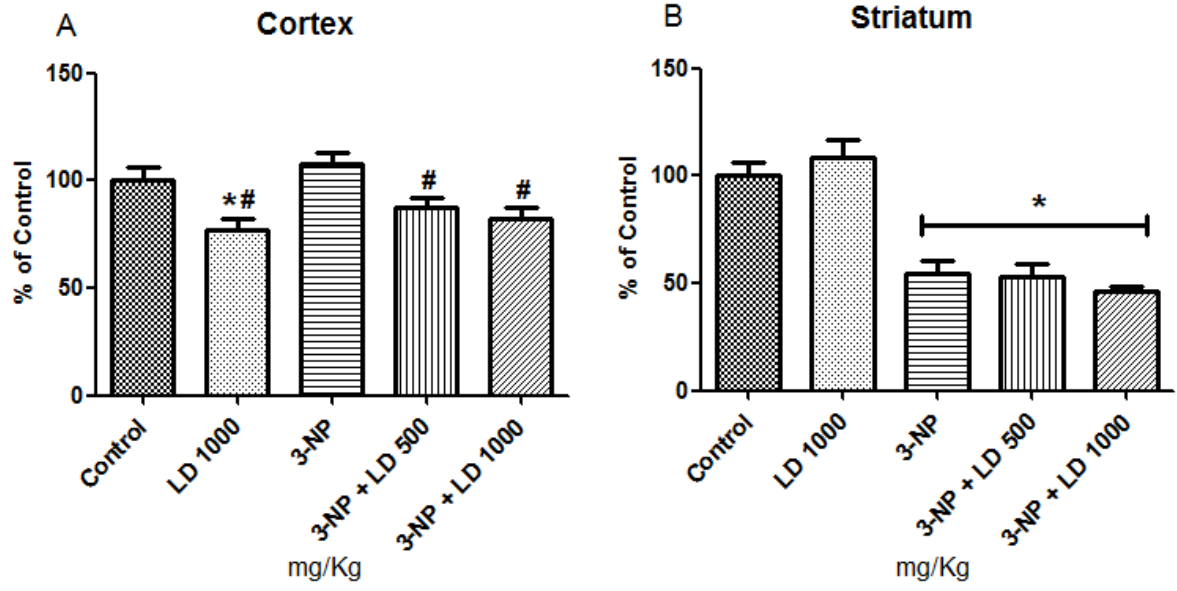 A
Cortex
% of Control
150
100
50
0
*#
#
#
Control
LD 1000
3-NP
3-NP + LD 500
3-NP + LD 1000
mg/Kg
B
Striatum
% of Control
150
100
50
0
*
Control
LD 1000
3-NP
3-NP + LD 500
3-NP + LD 1000
mg/Kg